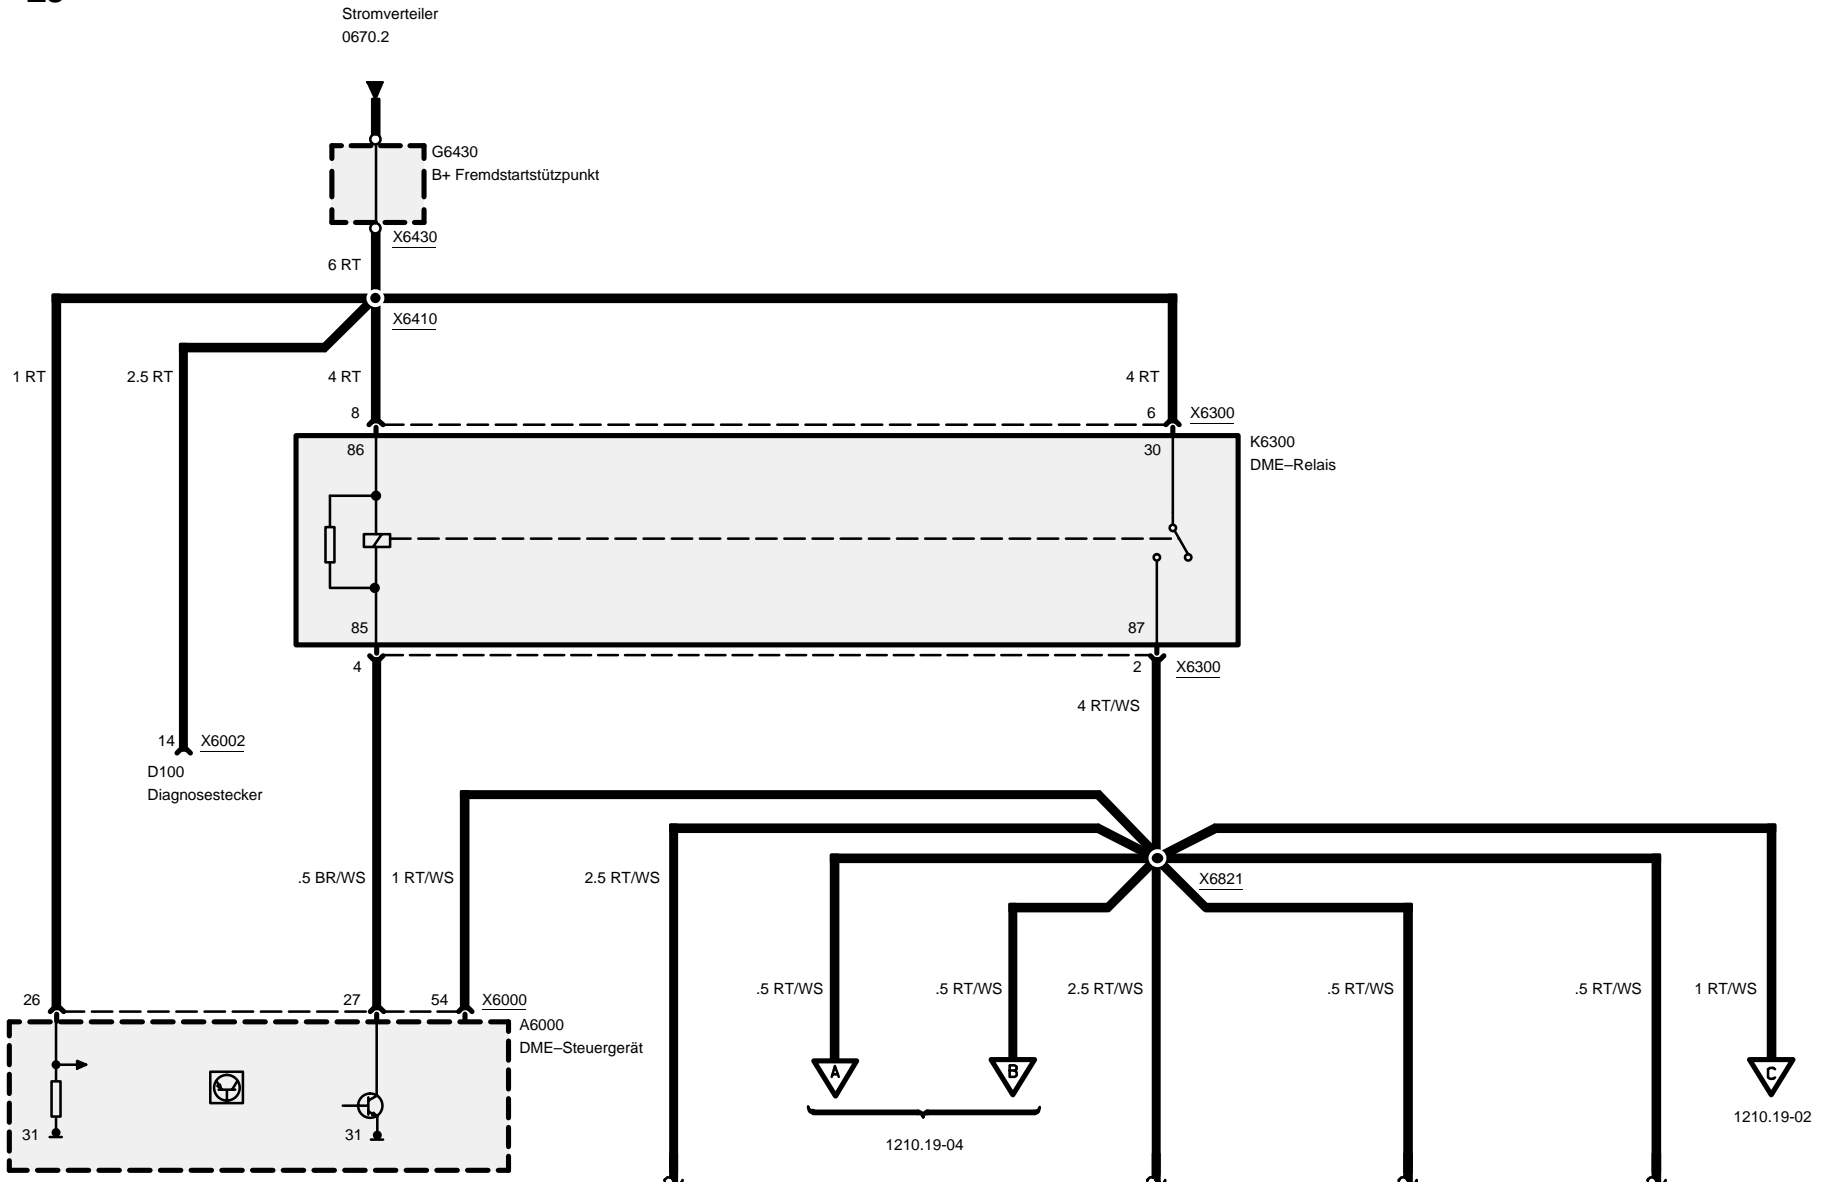 Stromverteiler
0670.2
G6430
B+ Fremdstartstützpunkt
X6430
6 RT
X6410
1 RT
2.5 RT
4 RT
4 RT
8
6
X6300
86
30
K6300
DME–Relais
85
87
4
2
X6300
4 RT/WS
14
X6002
D100
Diagnosestecker
.5 BR/WS
1 RT/WS
2.5 RT/WS
X6821
.5 RT/WS
.5 RT/WS
2.5 RT/WS
.5 RT/WS
.5 RT/WS
1 RT/WS
26
27
54
X6000
A6000
DME–Steuergerät
A
B
C
31
31
1210.19-04
1210.19-02